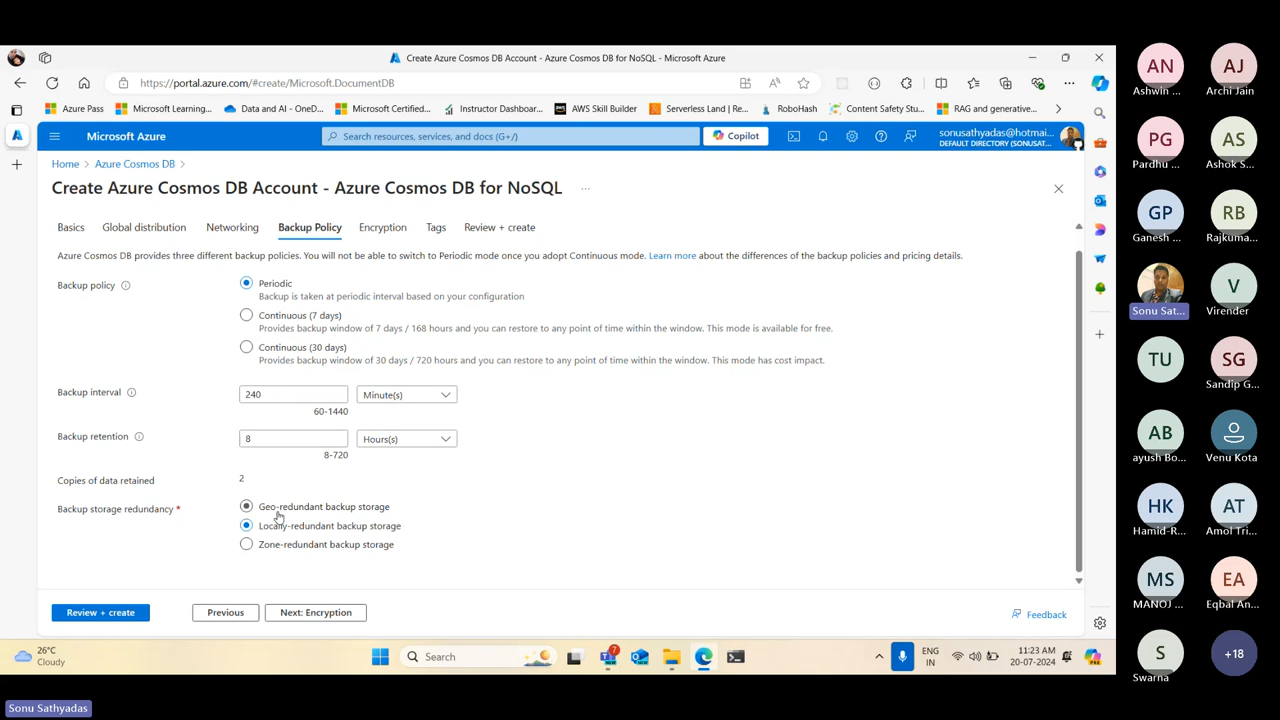 Create Azure Cosmos DB Account - Azure Cosmos DB for NoSQL - Microsoft Azure
https://portal.azure.com/#create/Microsoft.DocumentDB
Azure Pass
Microsoft Learning...
Data and AI - OneD...
Microsoft Certified...
Instructor Dashboar...
aws
AWS Skill Builder
Serverless Land | Re...
RoboHash
Content Safety Stu...
RAG and generative...
Microsoft Azure
Search resources, services, and docs (G+/)
Copilot
sonusathyadas@hotmai...
DEFAULT DIRECTORY (SONUSAT...
Home > Azure Cosmos DB >
Create Azure Cosmos DB Account - Azure Cosmos DB for NoSQL ...
Basics Global distribution Networking Backup Policy Encryption Tags Review + create
Azure Cosmos DB provides three different backup policies. You will not be able to switch to Periodic mode once you adopt Continuous mode. Learn more about the differences of the backup policies and pricing details.
Backup policy
Periodic
Backup is taken at periodic interval based on your configuration
Continuous (7 days)
Provides backup window of 7 days / 168 hours and you can restore to any point of time within the window. This mode is available for free.
Continuous (30 days)
Provides backup window of 30 days / 720 hours and you can restore to any point of time within the window. This mode has cost impact.
Backup interval
240 Minute(s)
60-1440
Backup retention
8 Hours(s)
8-720
Copies of data retained
2
Backup storage redundancy *
Geo-redundant backup storage
Locally-redundant backup storage
Zone-redundant backup storage
Review + create
Previous
Next: Encryption
Feedback
26°C
Cloudy
Search
7
ENG
IN
11:23 AM
20-07-2024
PRE
AN
Ashwin ...
AJ
Archi Jain
PG
Pardhu ...
AS
Ashok S...
GP
Ganesh ...
RB
Rajkuma...
Sonu Sat...
V
Virender
TU
SG
Sandip G...
AB
ayush Bo...
Venu Kota
HK
Hamid-R...
AT
Amol Tri...
MS
MANOJ ...
EA
Eqbal An...
S
Swarna
+18
Sonu Sathyadas